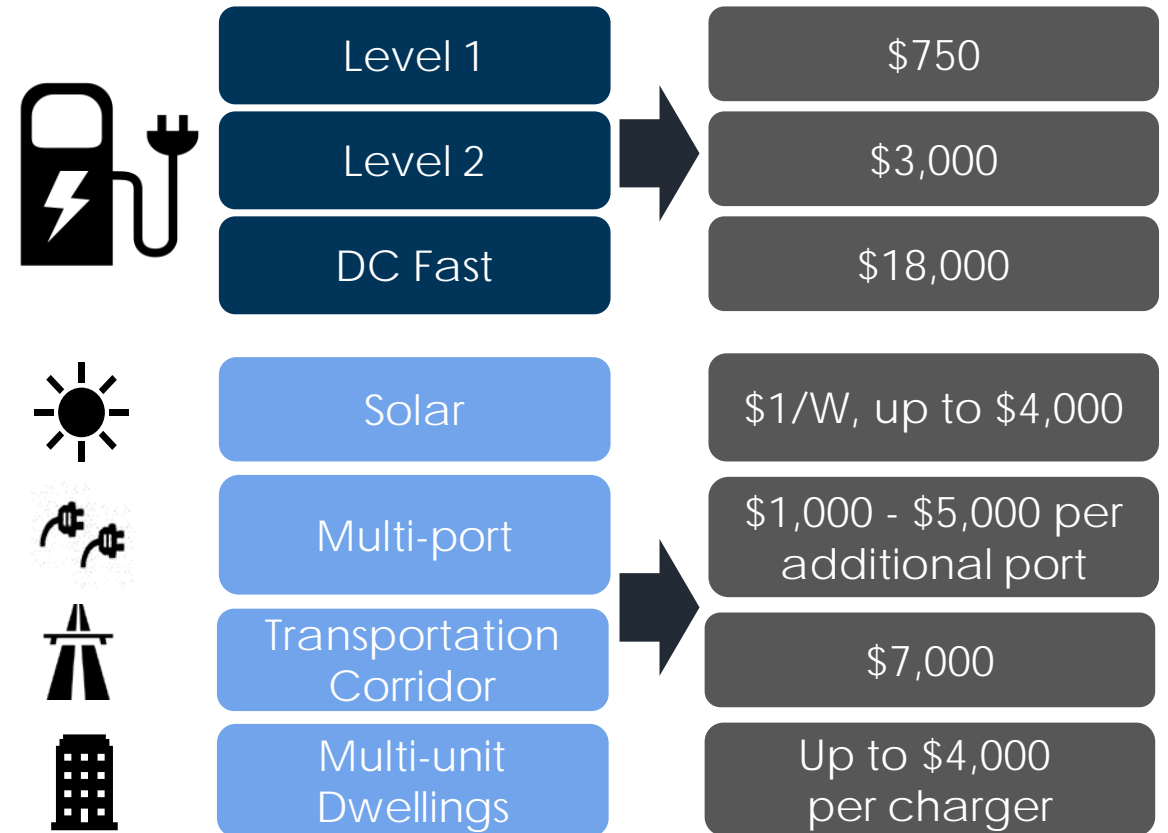 Level 1
$750
Level 2
$3,000
DC Fast
$18,000
Solar
$1/W, up to $4,000
Multi-port
$1,000 - $5,000 per
additional port
Transportation
Corridor
$7,000
Multi-unit
Dwellings
Up to $4,000
per charger